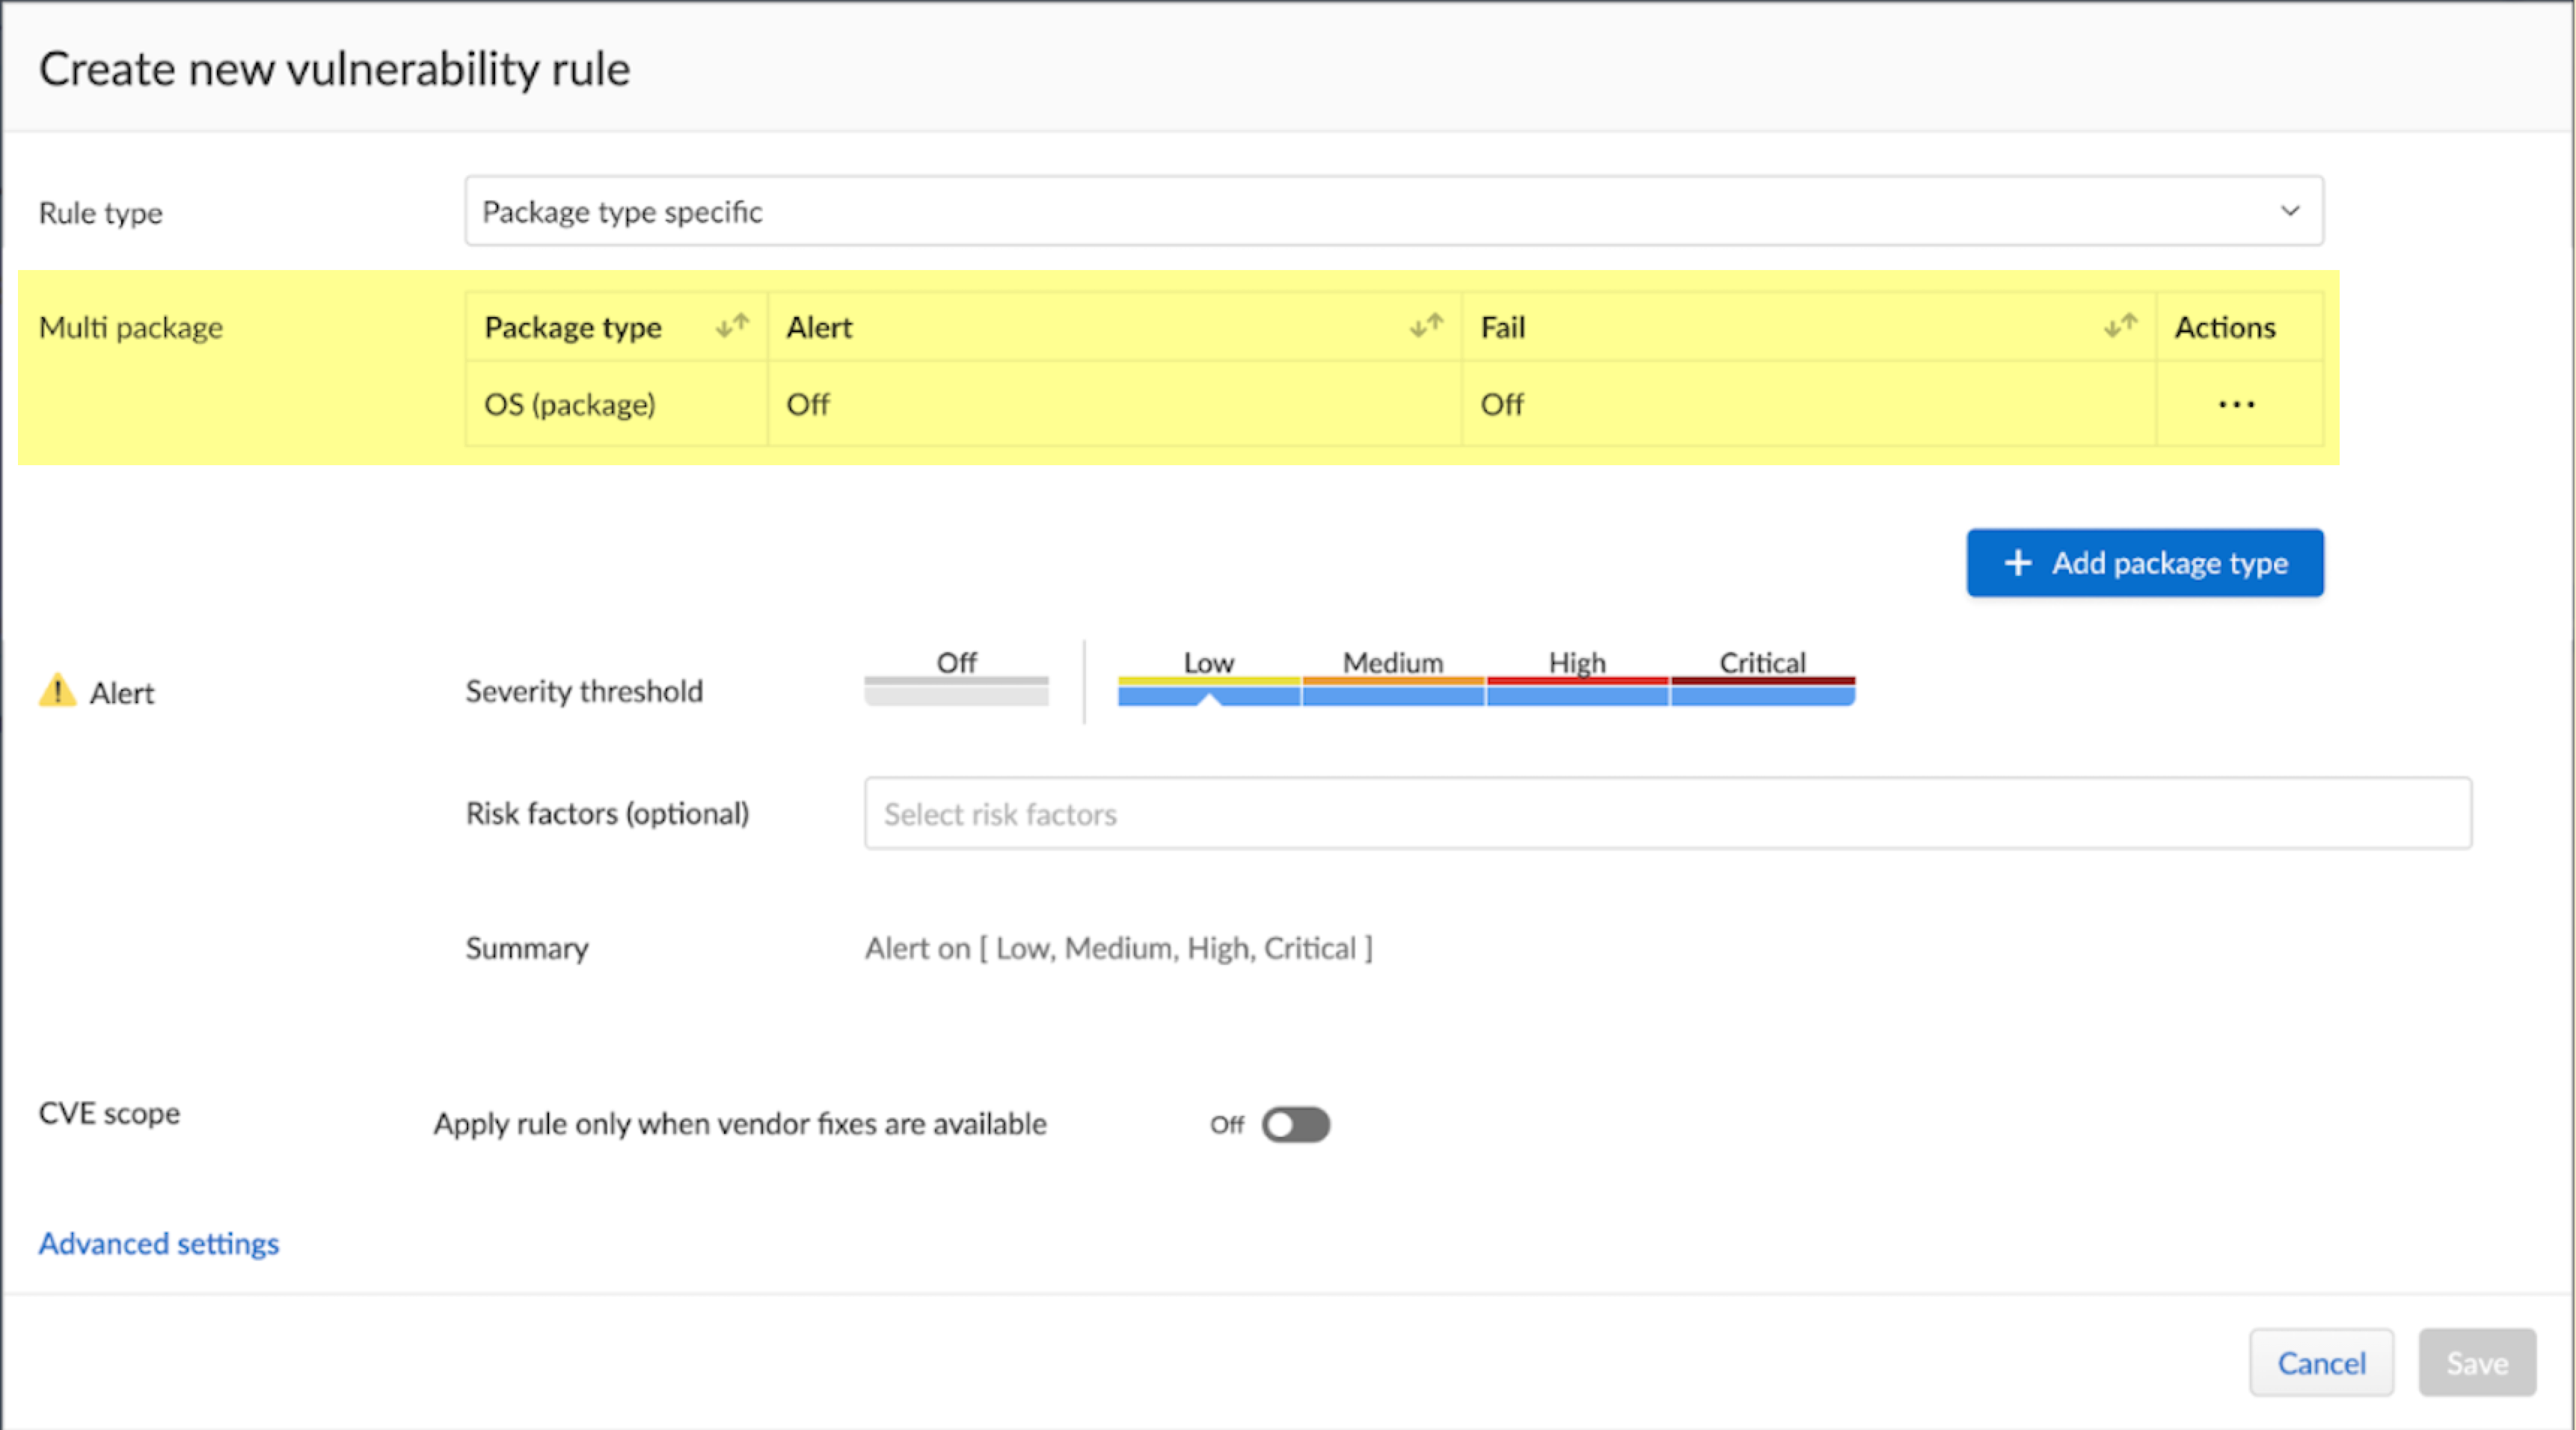 Create new vulnerability rule
Rule type Package type specific
Multi package Package type Alert Fail Actions
OS (package) Off Off ...
+ Add package type
Off Low Medium High Critical
Alert Severity threshold
Risk factors (optional) Select risk factors
Summary Alert on [ Low, Medium, High, Critical ]
CVE scope Apply rule only when vendor fixes are available Off
Advanced settings
Cancel Save